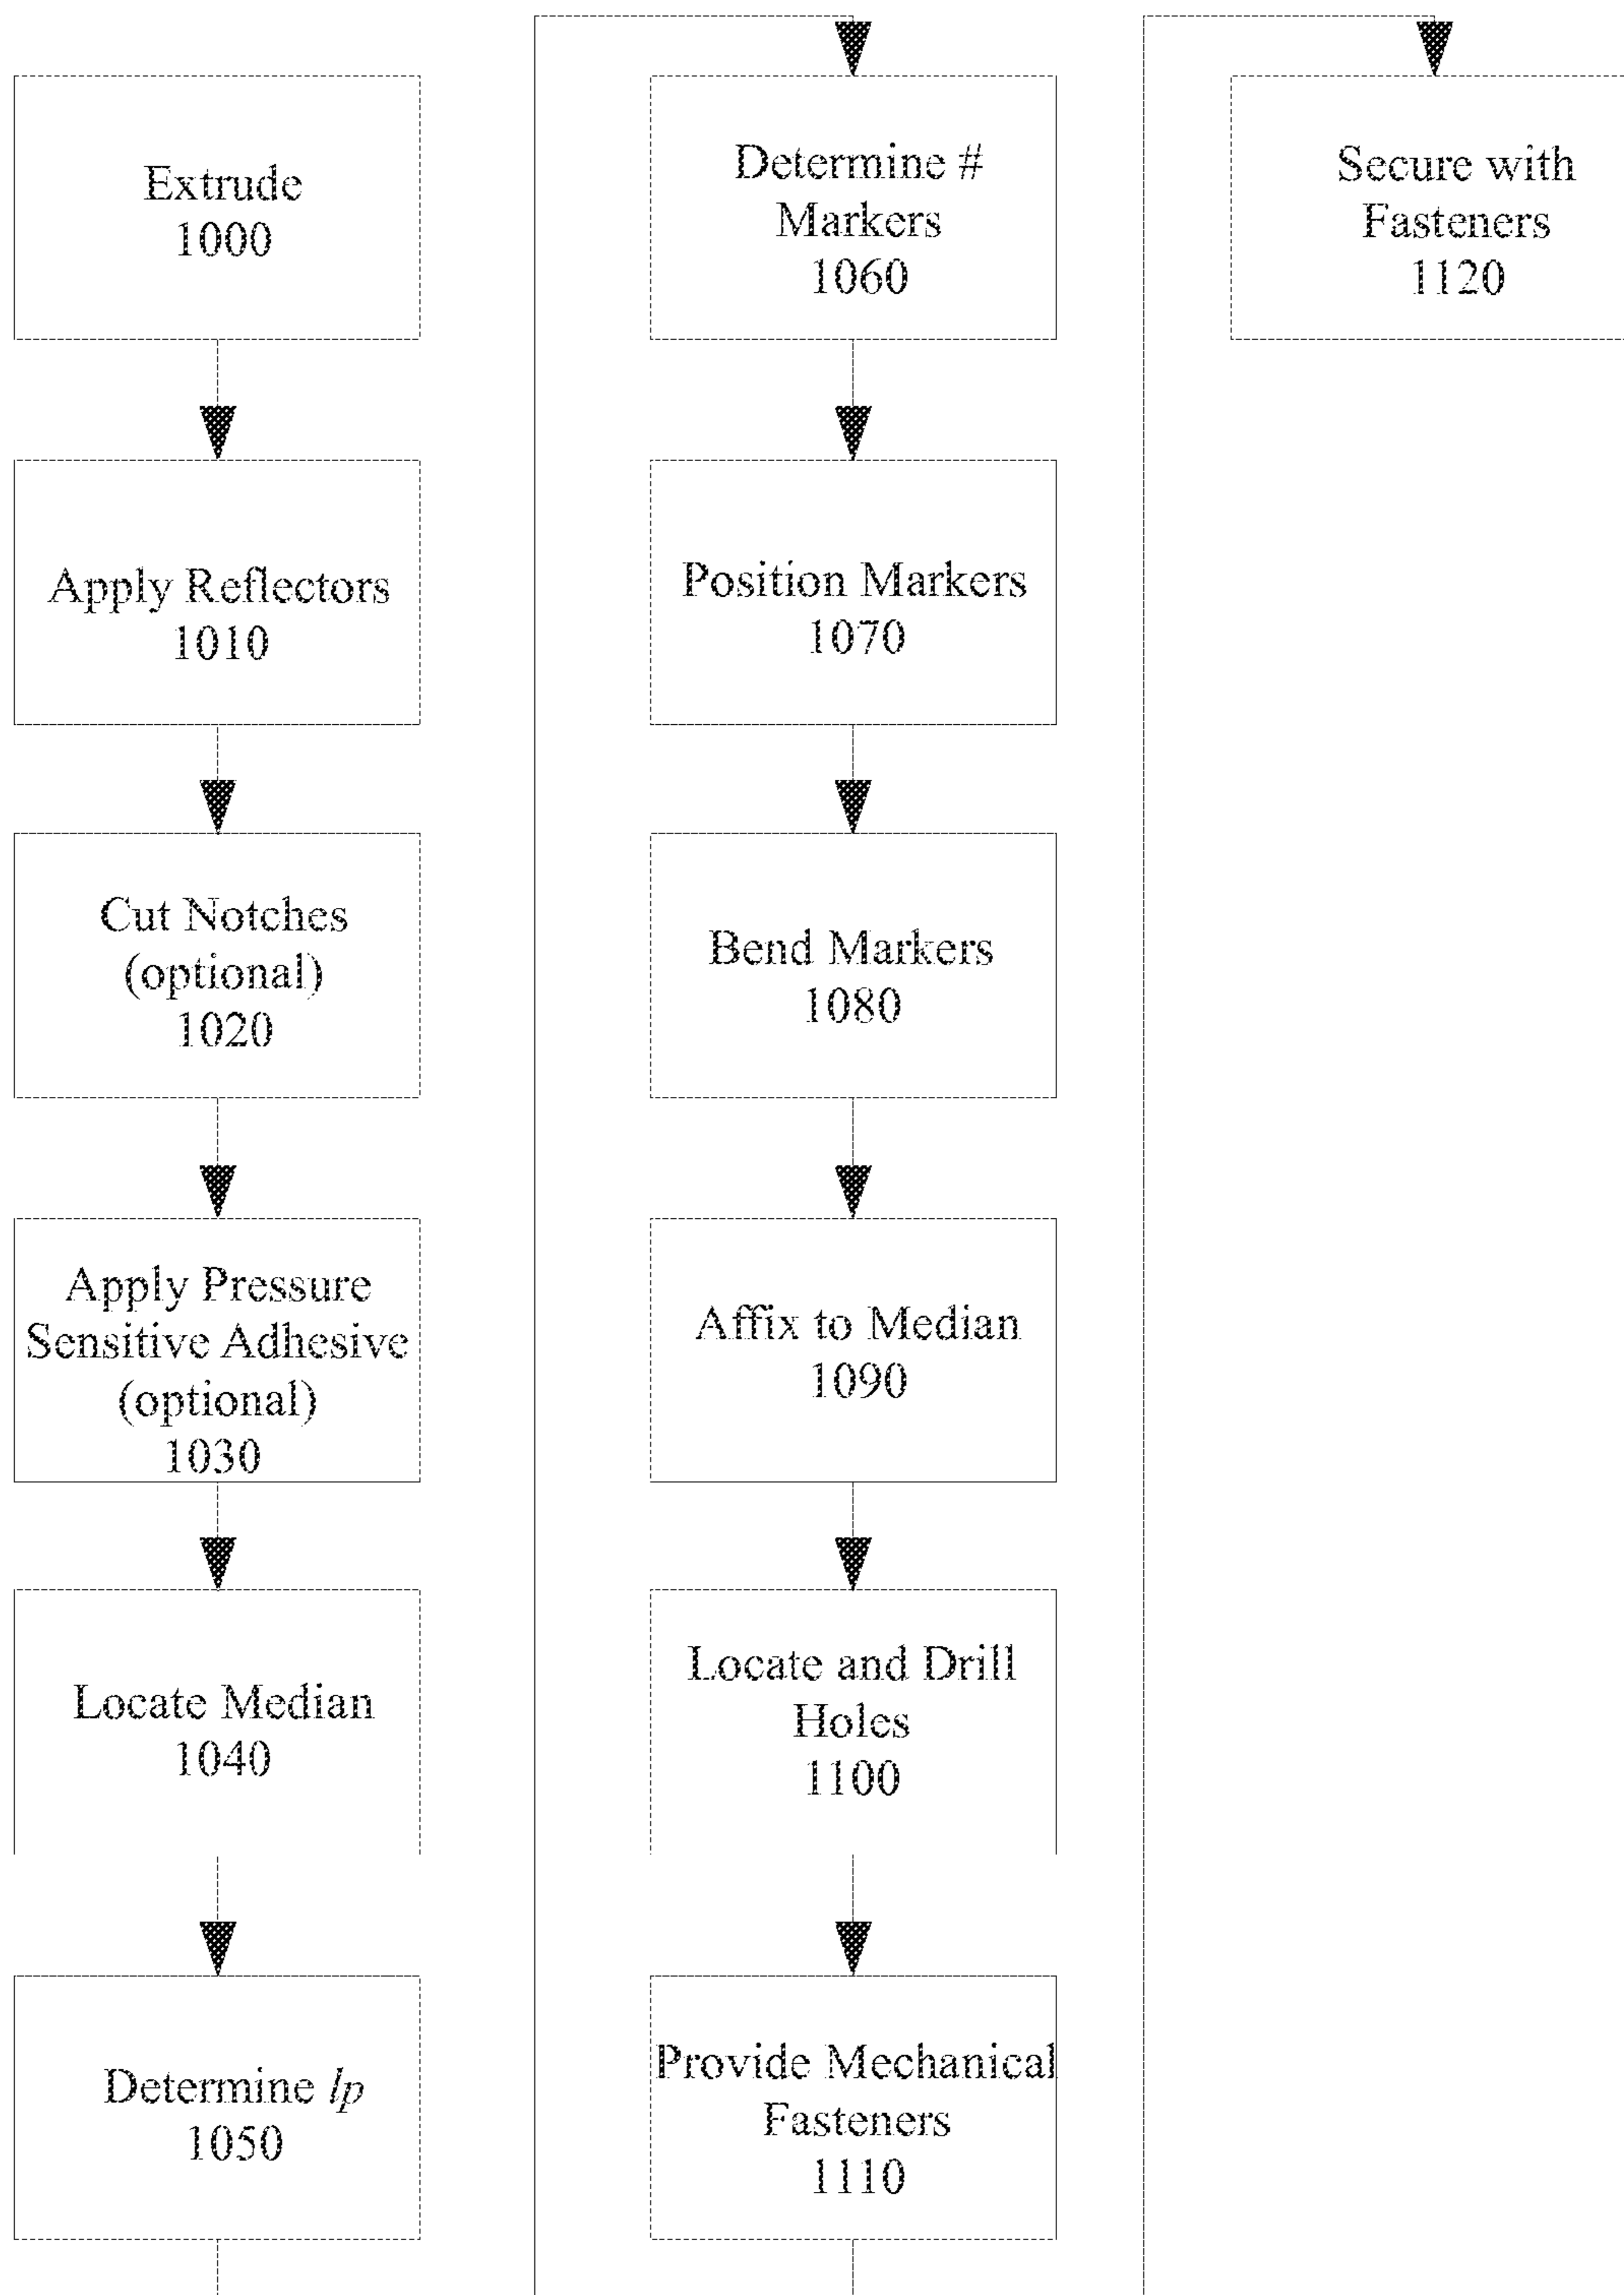 Extrude
1000
Apply Reflectors
1010
Cut Notches
(optional)
1020
Apply Pressure
Sensitive Adhesive
(optional)
1030
Locate Median
1040
Determine lp
1050
Determine #
Markers
1060
Position Markers
1070
Bend Markers
1080
Affix to Median
1090
Locate and Drill
Holes
1100
Provide Mechanical
Fasteners
1110
Secure with
Fasteners
1120